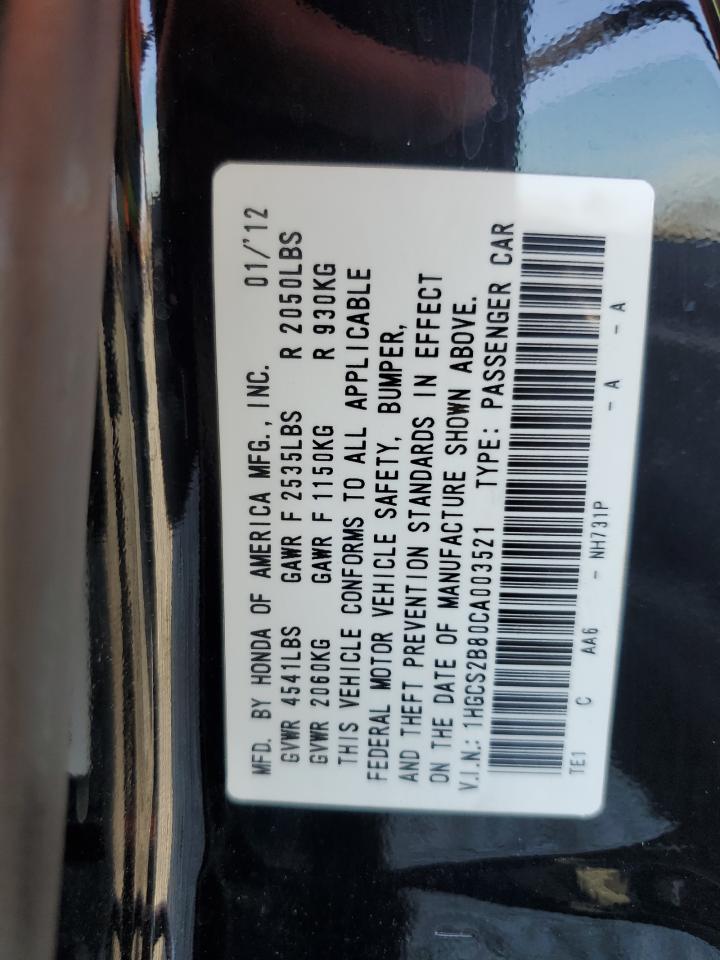 MFD. BY HONDA OF AMERICA MFG., INC. 01/'12
GVWR 4541LBS GAWR F 2535LBS R 2050LBS
GVWR 2060KG GAWR F 1150KG R 930KG
THIS VEHICLE CONFORMS TO ALL APPLICABLE
FEDERAL MOTOR VEHICLE SAFETY, BUMPER,
AND THEFT PREVENTION STANDARDS IN EFFECT
ON THE DATE OF MANUFACTURE SHOWN ABOVE.
V.I.N.: 1HGCS2B80CA003521 TYPE: PASSENGER CAR
TE1 C AA6 - NH731P - A - A